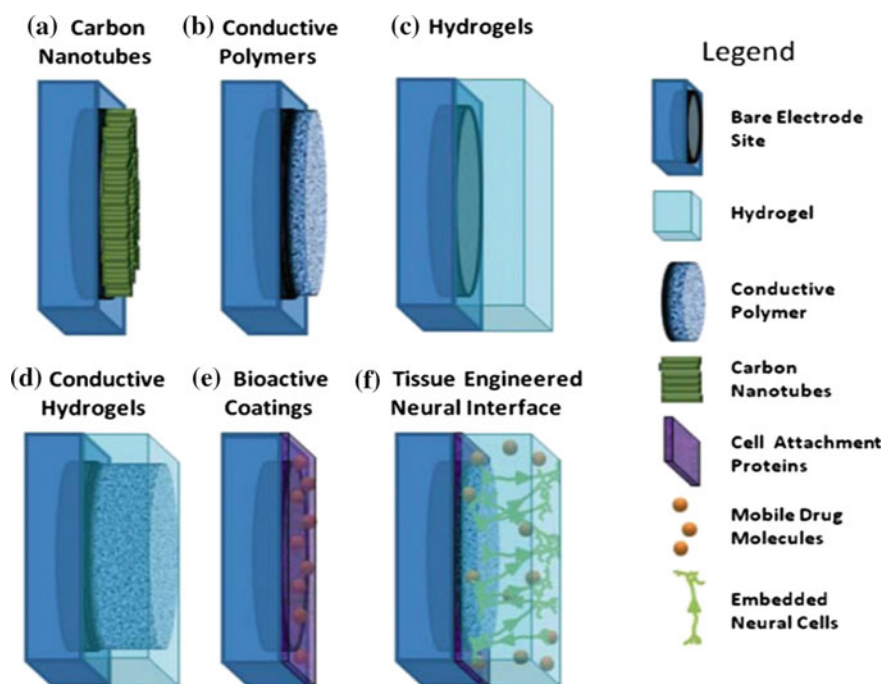 (a) Carbon
Nanotubes
(b) Conductive
Polymers
(c) Hydrogels
(d) Conductive
Hydrogels
(e) Bioactive
Coatings
(f) Tissue Engineered
Neural Interface
Legend
Bare Electrode
Site
Hydrogel
Conductive
Polymer
Carbon
Nanotubes
Cell Attachment
Proteins
Mobile Drug
Molecules
Embedded
Neural Cells